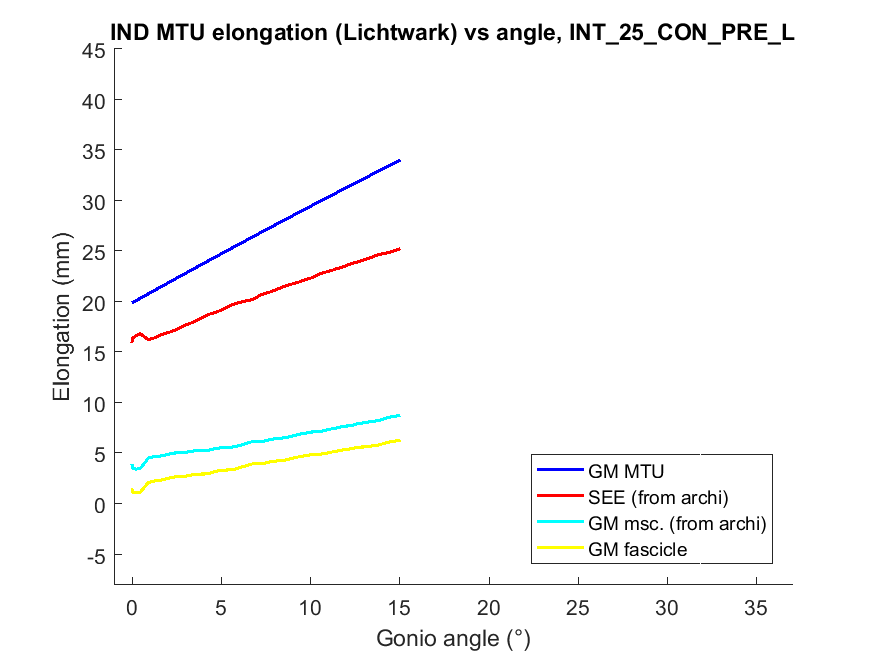 IND MTU elongation (Lichtwark) vs angle, INT_25_CON_PRE_L
45
40
35
30
25
20
15
10
5
0
-5
Elongation (mm)
GM MTU
SEE (from archi)
GM msc. (from archi)
GM fascicle
0 5 10 15 20 25 30 35
Gonio angle (°)